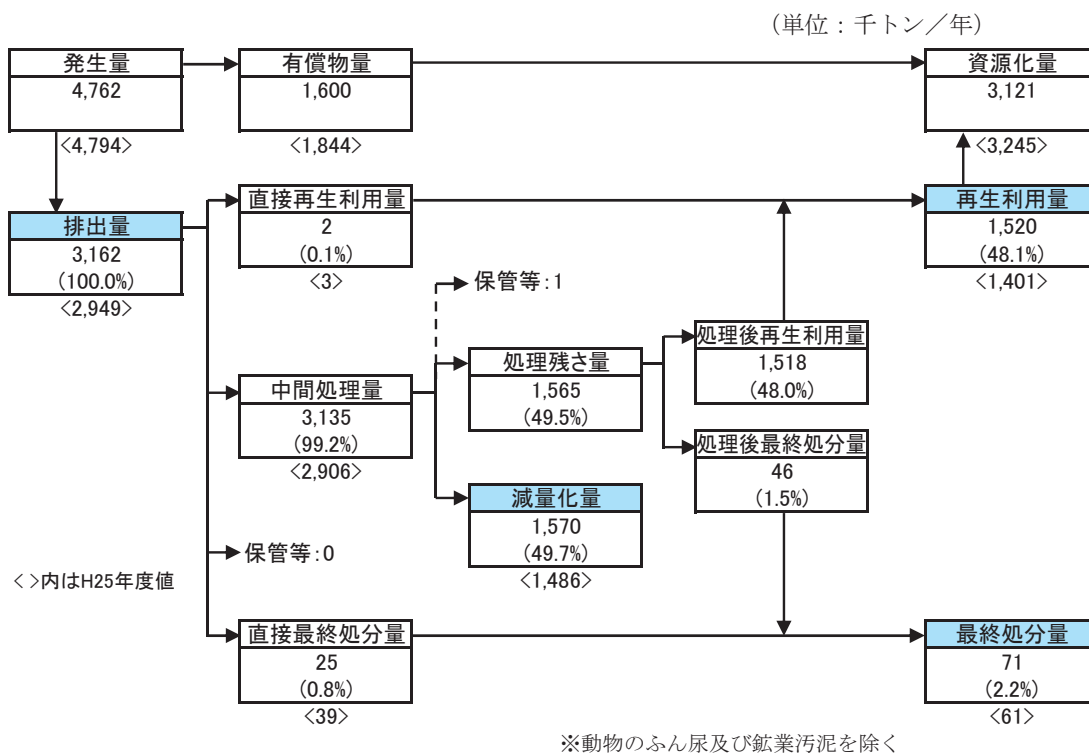 （単位：千トン／年）
発生量
4,762
<4,794>
有償物量
1,600
<1,844>
資源化量
3,121
<3,245>
排出量
3,162
(100.0%)
<2,949>
直接再生利用量
2
(0.1%)
<3>
再生利用量
1,520
(48.1%)
<1,401>
保管等:1
処理残さ量
1,565
(49.5%)
処理後再生利用量
1,518
(48.0%)
中間処理量
3,135
(99.2%)
<2,906>
処理後最終処分量
46
(1.5%)
減量化量
1,570
(49.7%)
<1,486>
保管等:0
< >内はH25年度値
直接最終処分量
25
(0.8%)
<39>
最終処分量
71
(2.2%)
<61>
※動物のふん尿及び鉱業汚泥を除く